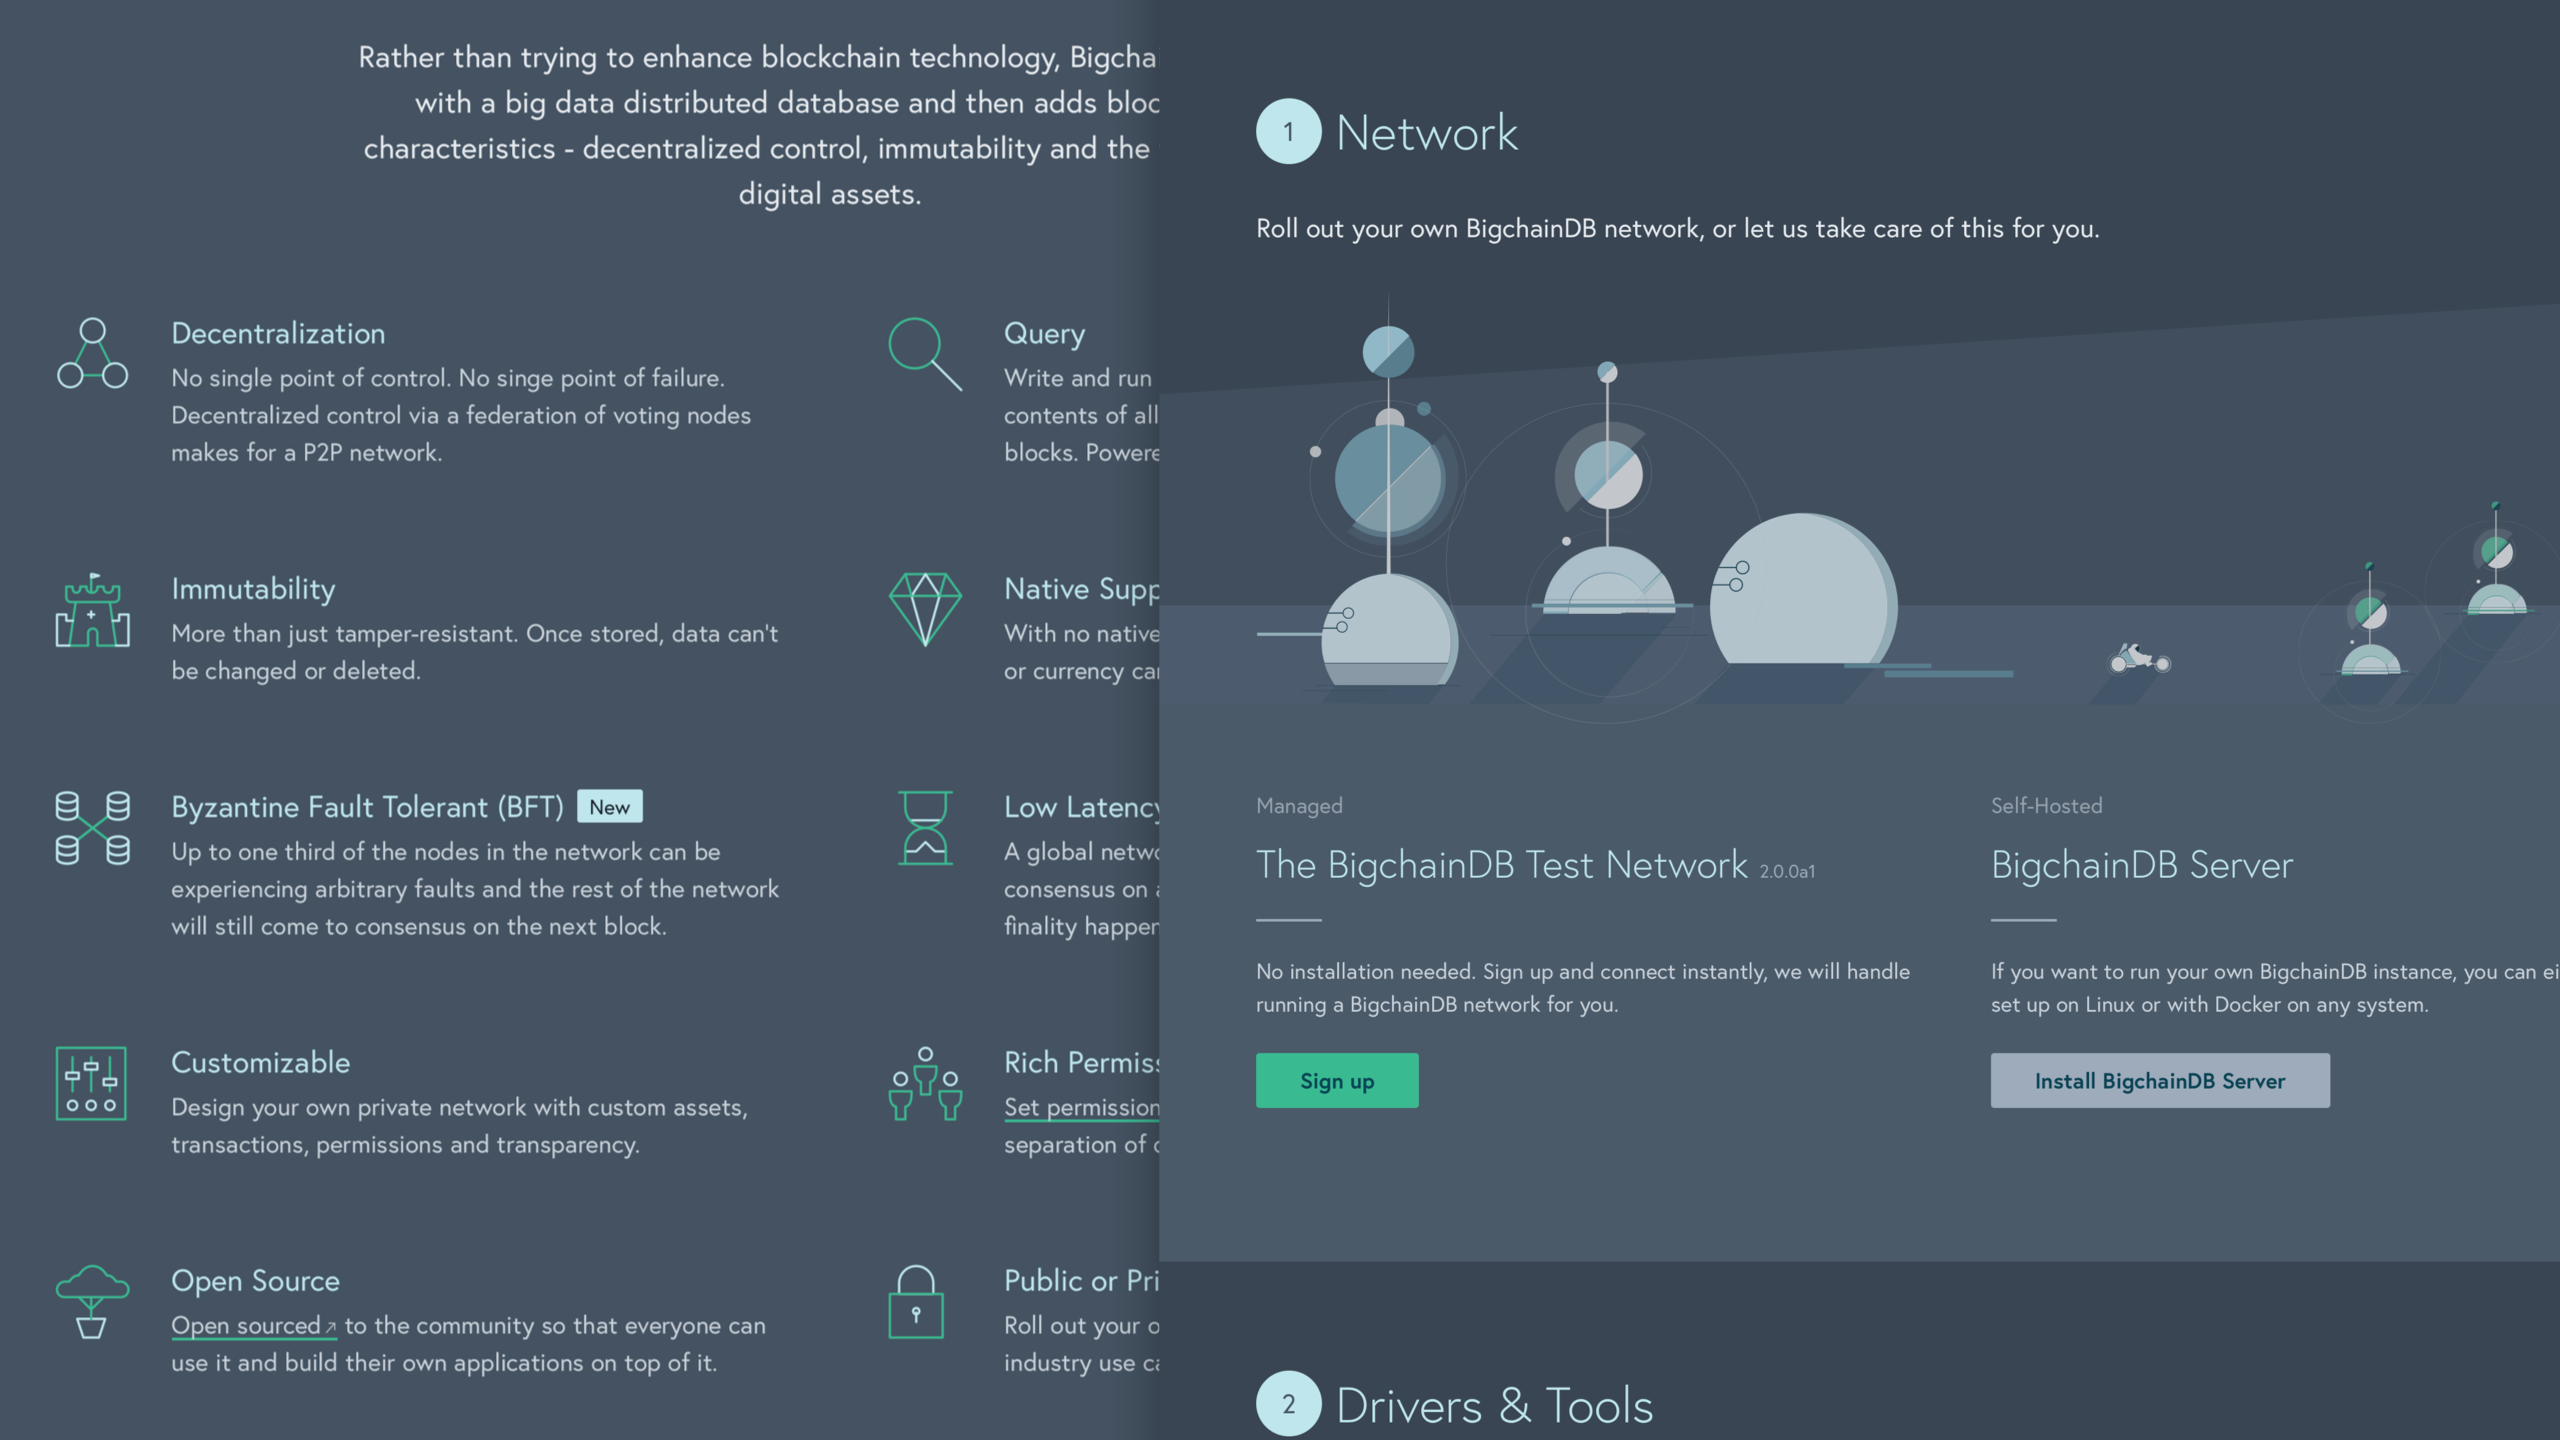 Rather than trying to enhance blockchain technology,
with a big data distributed database and then adds
characteristics - decentralized control, immutability and the
digital assets.
Decentralization
No single point of control. No singe point of failure.
Decentralized control via a federation of voting nodes
makes for a P2P network.
Query
Write and run
contents of all
blocks.
Immutability
More than just tamper-resistant. Once stored, data can't
be changed or deleted.
Native
With no native
or currency
Byzantine Fault Tolerant (BFT) New
Up to one third of the nodes in the network can be
experiencing arbitrary faults and the rest of the network
will still come to consensus on the next block.
Low Latency
A global
consensus on
finality
Customizable
Design your own private network with custom assets,
transactions, permissions and transparency.
Rich
Set
separation of
Open Source
Open sourced ↗ to the community so that everyone can
use it and build their own applications on top of it.
Public or
Roll out your
industry use
1 Network
Roll out your own BigchainDB network, or let us take care of this for you.
Managed
The BigchainDB Test Network 2.0.0a1
No installation needed. Sign up and connect instantly, we will handle
running a BigchainDB network for you.
Sign up
Self-Hosted
BigchainDB Server
If you want to run your own BigchainDB instance, you can
set up on Linux or with Docker on any system.
Install BigchainDB Server
2 Drivers & Tools